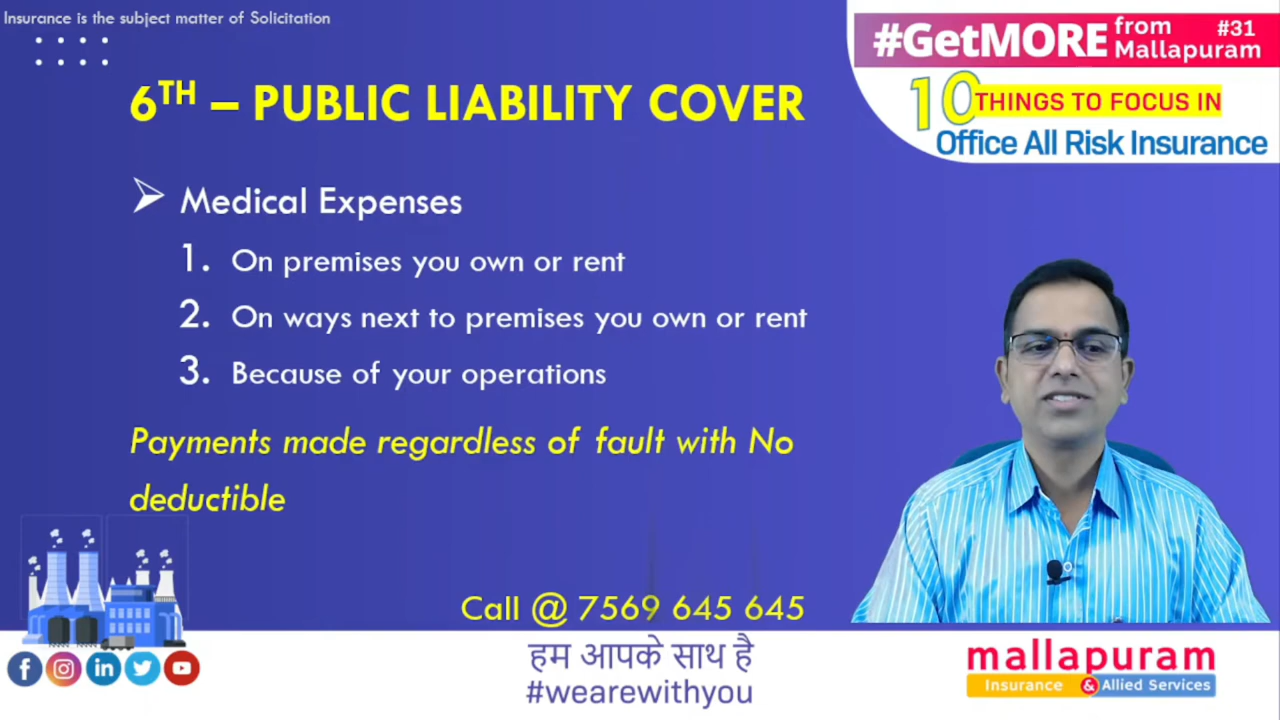 Insurance is the subject matter of Solicitation
#GetMORE from Mallapuram #31
10 THINGS TO FOCUS IN
Office All Risk Insurance
6TH – PUBLIC LIABILITY COVER
➢ Medical Expenses
1. On premises you own or rent
2. On ways next to premises you own or rent
3. Because of your operations
Payments made regardless of fault with No
deductible
Call @ 7569 645 645
हम आपके साथ है
#wearewithyou
mallapuram
Insurance & Allied Services